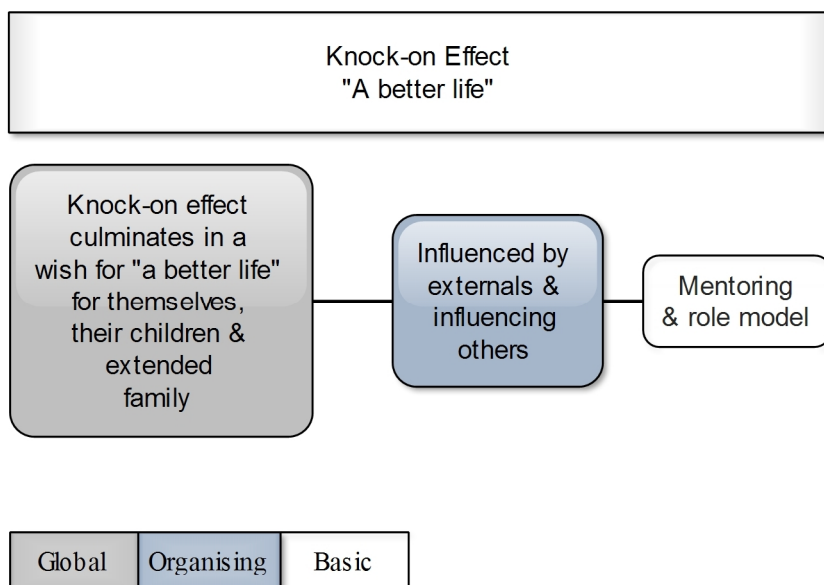 Knock-on Effect
"A better life"
Knock-on effect
culminates in a
wish for "a better life"
for themselves,
their children &
extended
family
Influenced by
externals &
influencing
others
Mentoring
& role model
Global Organising Basic